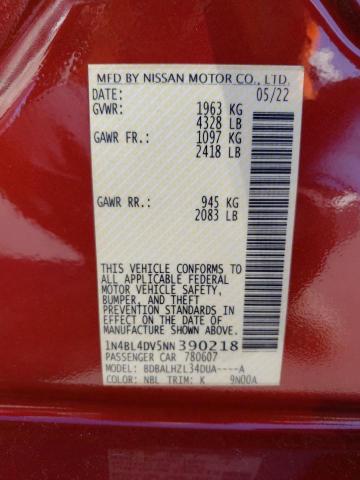 MFD BY NISSAN MOTOR CO., LTD.
DATE: 05/22
GVWR: 1963 KG
4328 LB
GAWR FR.: 1097 KG
2418 LB
GAWR RR.: 945 KG
2083 LB
THIS VEHICLE CONFORMS TO
ALL APPLICABLE FEDERAL
MOTOR VEHICLE SAFETY,
BUMPER, AND THEFT
PREVENTION STANDARDS
IN EFFECT ON THE DATE OF
MANUFACTURE SHOWN ABOVE.
1N4BL4DV5NN390218
PASSENGER CAR 780607
MODEL: BDBALHZL34DUA----A
COLOR: NBL TRIM: K 9N00A